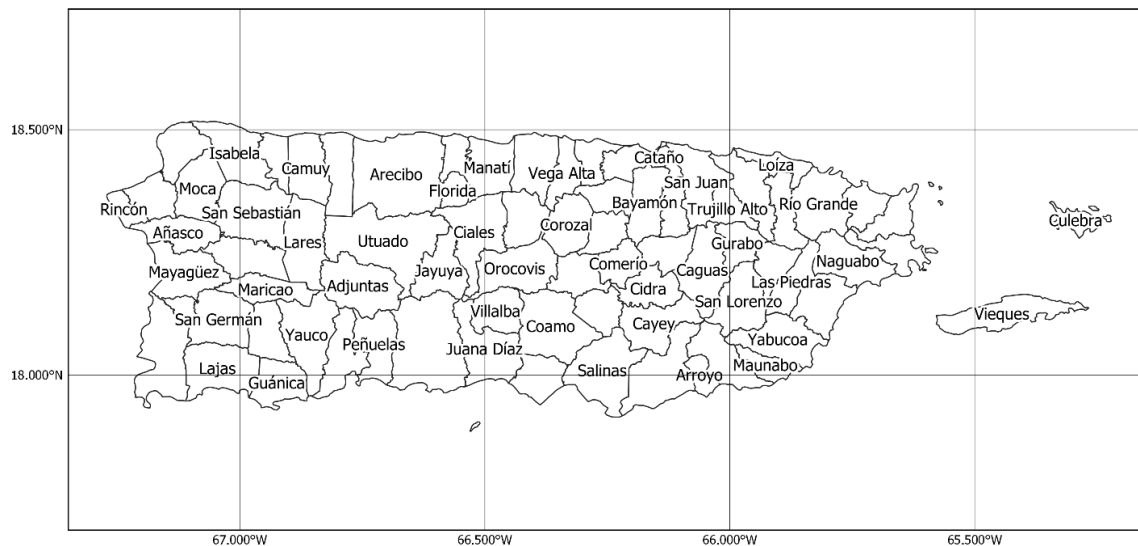 18.500°N
Isabela
Camuy
Arecibo
Manatí
Vega Alta
Cataño
Loíza
Moca
Florida
San Juan
Rincón
San Sebastián
Bayamón
Trujillo Alto
Río Grande
Culebra
Añasco
Lares
Utuado
Ciales
Corozal
Gurabo
Mayagüez
Jayuya
Orocovis
Comerío
Caguas
Naguabo
Maricao
Adjuntas
Cidra
Las Piedras
San Lorenzo
San Germán
Villalba
Vieques
Yauco
Coamo
Cayey
Peñuelas
Juana Díaz
Yabucoa
Lajas
Salinas
Maunabo
18.000°N
Guánica
Arroyo
67.000°W
66.500°W
66.000°W
65.500°W